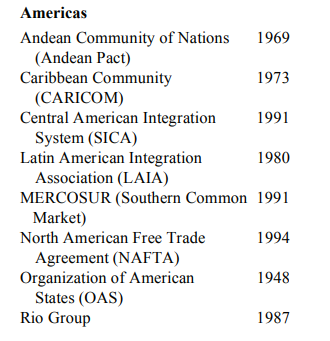 Americas
Andean Community of Nations 1969
(Andean Pact)
Caribbean Community 1973
(CARICOM)
Central American Integration 1991
System (SICA)
Latin American Integration 1980
Association (LAIA)
MERCOSUR (Southern Common 1991
Market)
North American Free Trade 1994
Agreement (NAFTA)
Organization of American 1948
States (OAS)
Rio Group 1987